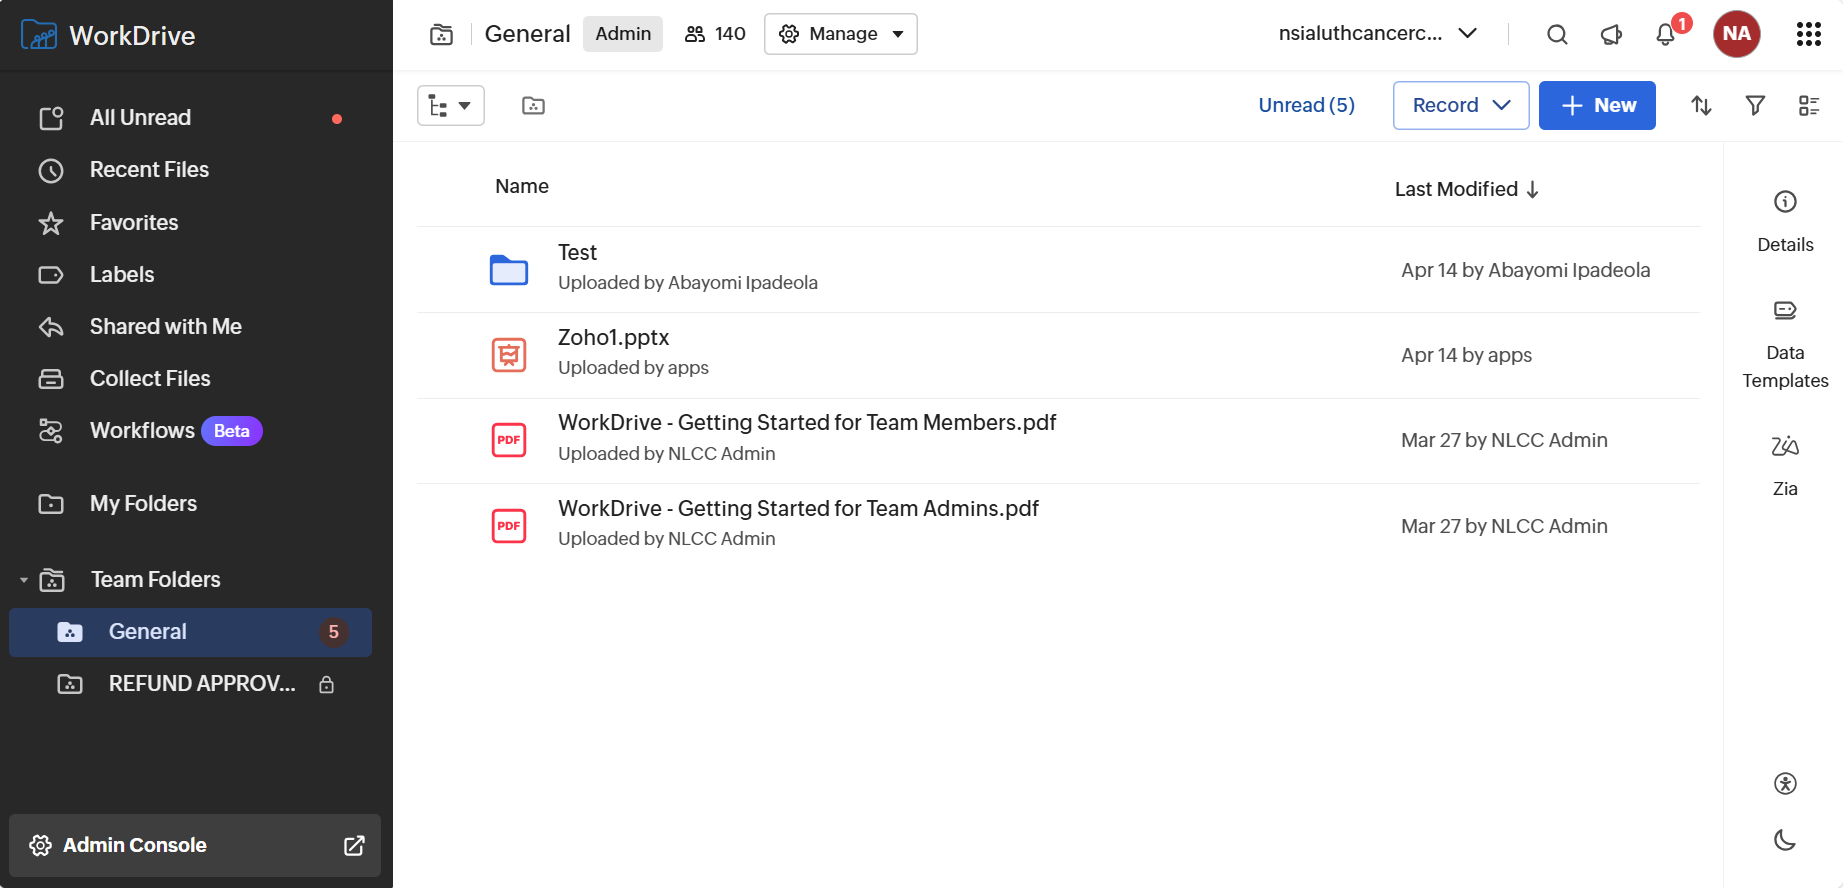 WorkDrive
All Unread
Recent Files
Favorites
Labels
Shared with Me
Collect Files
Workflows Beta
My Folders
Team Folders
General 5
REFUND APPROV...
Admin Console
General Admin 140 Manage
nsialuthcancerc... 1 NA
Unread (5) Record New
Name Last Modified
Test
Uploaded by Abayomi Ipadeola
Apr 14 by Abayomi Ipadeola
Zoho1.pptx
Uploaded by apps
Apr 14 by apps
PDF
WorkDrive - Getting Started for Team Members.pdf
Uploaded by NLCC Admin
Mar 27 by NLCC Admin
PDF
WorkDrive - Getting Started for Team Admins.pdf
Uploaded by NLCC Admin
Mar 27 by NLCC Admin
Details
Data
Templates
Zia